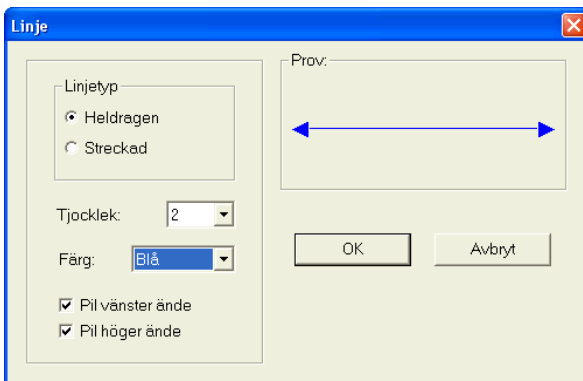 Linje
Linjetyp
Heldragen
Streckad
Tjocklek: 2
Färg: Blå
Pil vänster ände
Pil höger ände
Prov:
OK
Avbryt